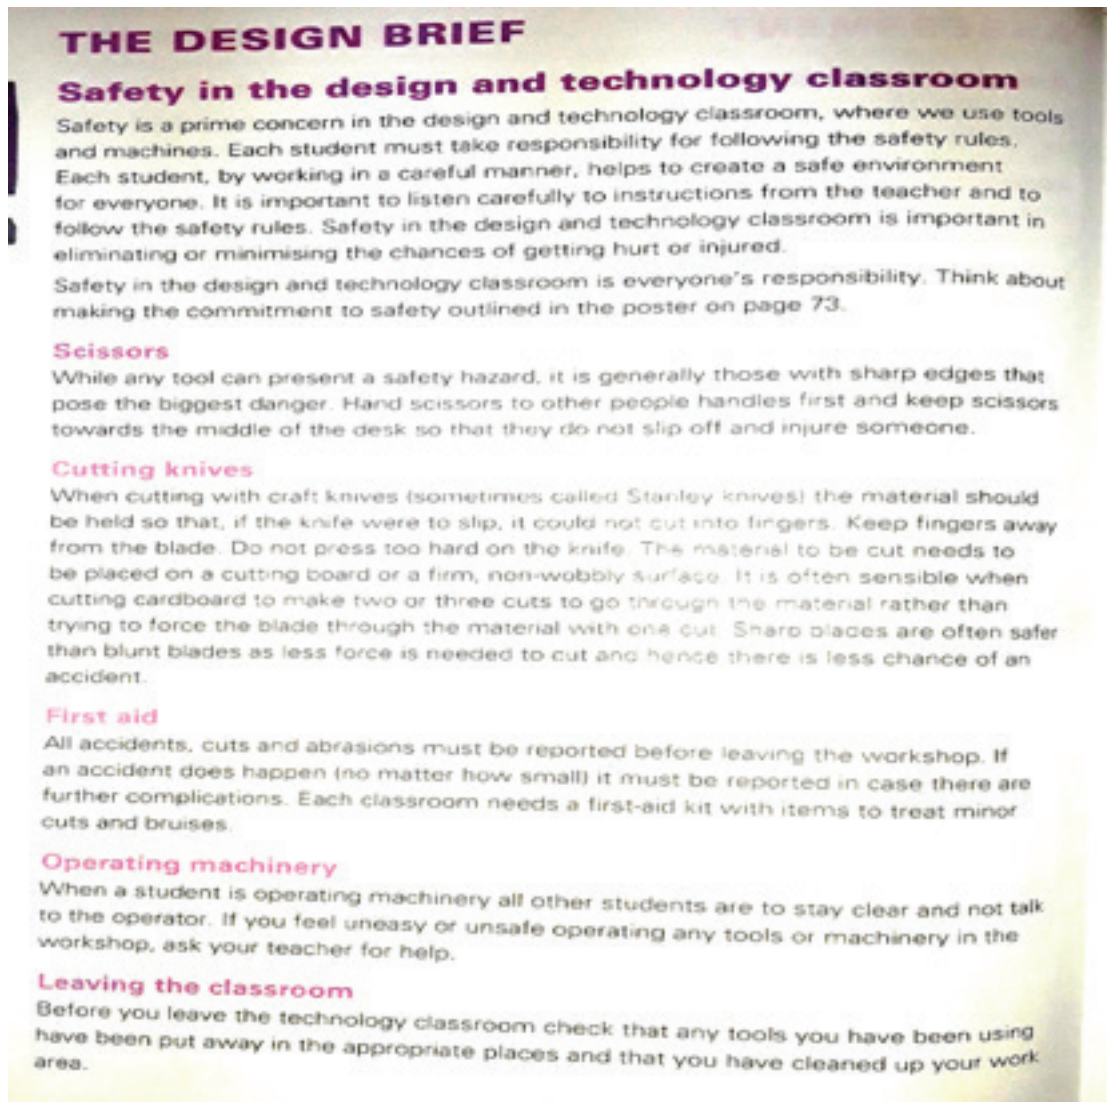 THE DESIGN BRIEF
Safety in the design and technology classroom
Safety is a prime concern in the design and technology classroom, where we use tools
and machines. Each student must take responsibility for following the safety rules.
Each student, by working in a careful manner, helps to create a safe environment
for everyone. It is important to listen carefully to instructions from the teacher and to
follow the safety rules. Safety in the design and technology classroom is important in
eliminating or minimising the chances of getting hurt or injured.
Safety in the design and technology classroom is everyone's responsibility. Think about
making the commitment to safety outlined in the poster on page 73.
Scissors
While any tool can present a safety hazard, it is generally those with sharp edges that
pose the biggest danger. Hand scissors to other people handles first and keep scissors
towards the middle of the desk so that they do not slip off and injure someone.
Cutting knives
When cutting with craft knives (sometimes called Stanley knives) the material should
be held so that, if the knife were to slip, it could not cut into fingers. Keep fingers away
from the blade. Do not press too hard on the knife. The material to be cut needs to
be placed on a cutting board or a firm, non-wobbly surface. It is often sensible when
cutting cardboard to make two or three cuts to go through the material rather than
trying to force the blade through the material with one cut. Sharp blades are often safer
than blunt blades as less force is needed to cut and hence there is less chance of an
accident.
First aid
All accidents, cuts and abrasions must be reported before leaving the workshop. If
an accident does happen (no matter how small) it must be reported in case there are
further complications. Each classroom needs a first-aid kit with items to treat minor
cuts and bruises.
Operating machinery
When a student is operating machinery all other students are to stay clear and not talk
to the operator. If you feel uneasy or unsafe operating any tools or machinery in the
workshop, ask your teacher for help.
Leaving the classroom
Before you leave the technology classroom check that any tools you have been using
have been put away in the appropriate places and that you have cleaned up your work
area.